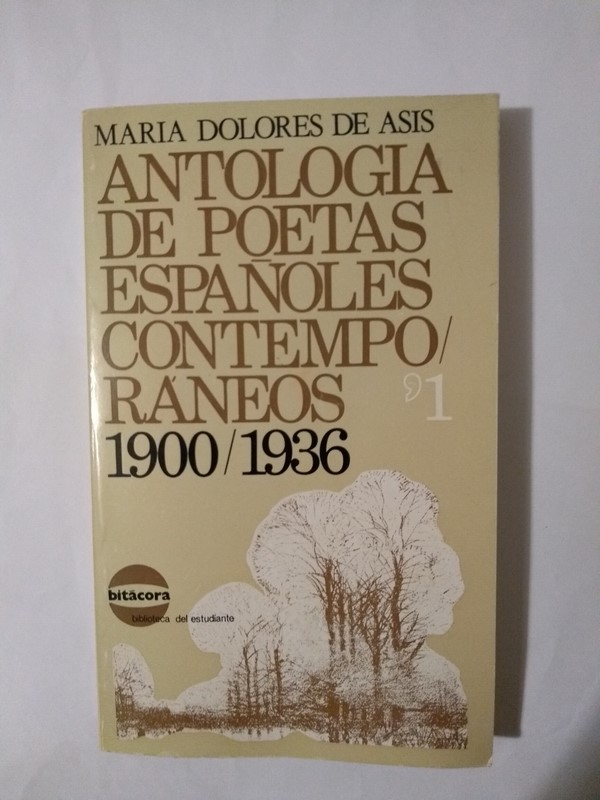 MARIA DOLORES DE ASIS
ANTOLOGIA
DE POETAS
ESPAÑOLES
CONTEMPO/
RÁNEOS '1
1900/1936
bitácora
biblioteca del estudiante